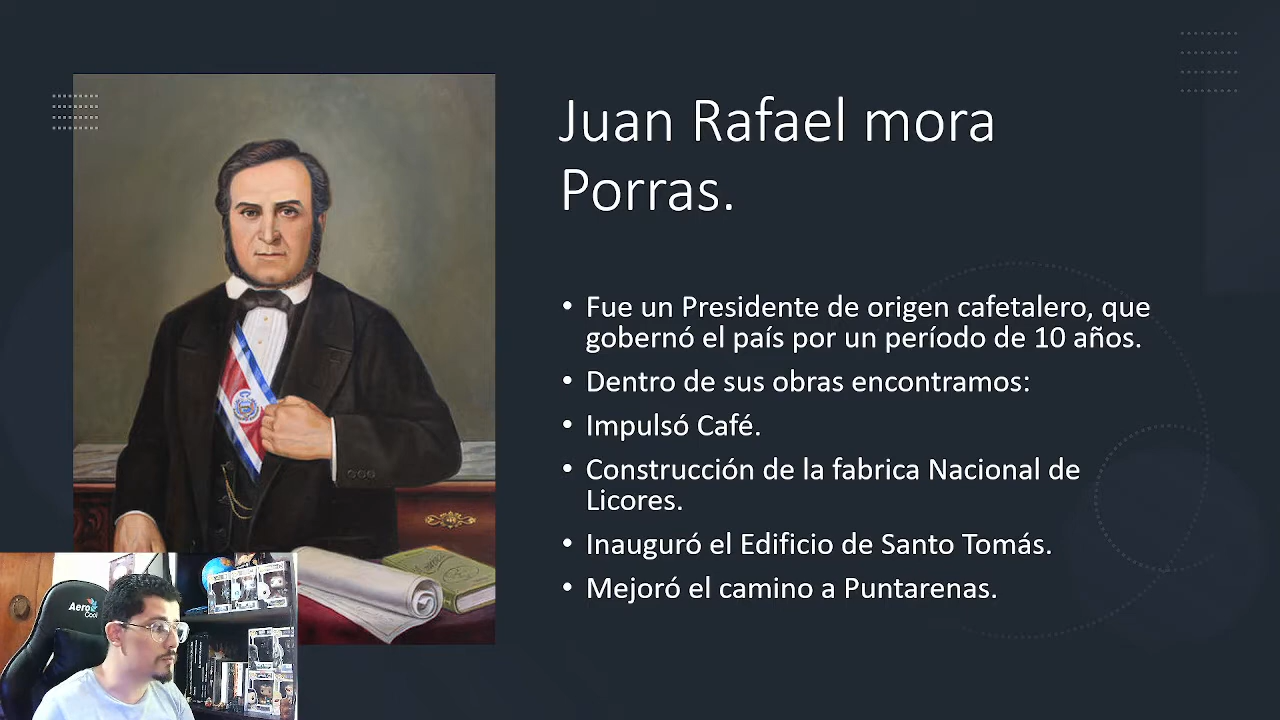 Juan Rafael mora
Porras.
• Fue un Presidente de origen cafetalero, que
gobernó el país por un período de 10 años.
• Dentro de sus obras encontramos:
• Impulsó Café.
• Construcción de la fabrica Nacional de
Licores.
• Inauguró el Edificio de Santo Tomás.
• Mejoró el camino a Puntarenas.
Aero
Cool